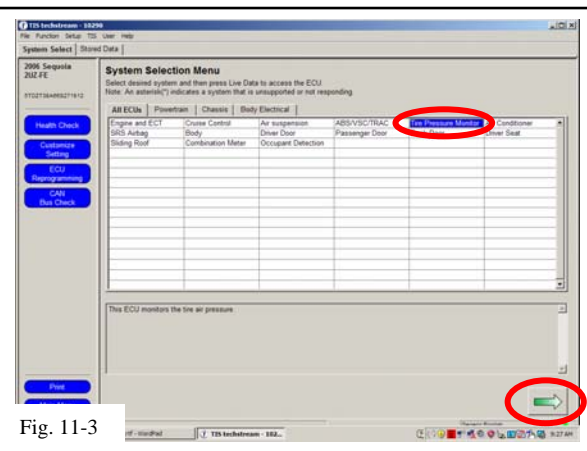 TIS techstream - 10290
File Function Setup TIS User Help
System Select Stored Data
2006 Sequoia
2UZ-FE
System Selection Menu
Select desired system and then press Live Data to access the ECU.
Note: An asterisk(*) indicates a system that is unsupported or not responding.
All ECUs Powertrain Chassis Body Electrical
Engine and ECT Cruise Control Air suspension ABS/VSC/TRAC Tire Pressure Monitor Conditioner
SRS Airbag Body Driver Door Passenger Door Door Driver Seat
Sliding Roof Combination Meter Occupant Detection
Health Check
Customize
Setting
ECU
Reprogramming
CAN
Bus Check
This ECU monitors the tire air pressure.
Print
Fig. 11-3
rtf - WordPad
TIS techstream - 102...
9:27 AM